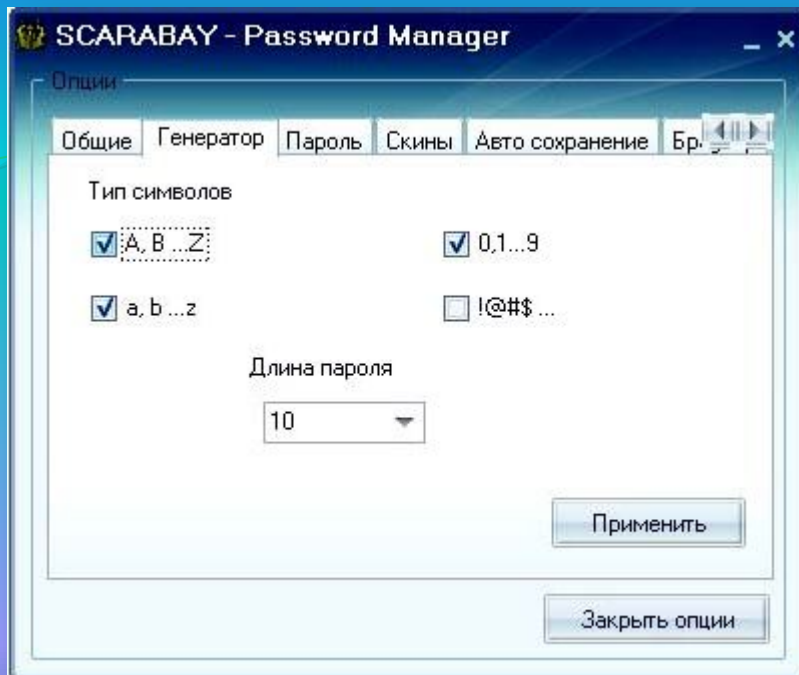 SCARABAY - Password Manager
Опции
Общие Генератор Пароль Скины Авто сохранение
Тип символов
A, B ...Z 0,1...9
a, b ...z !@#$ ...
Длина пароля
10
Применить
Закрыть опции